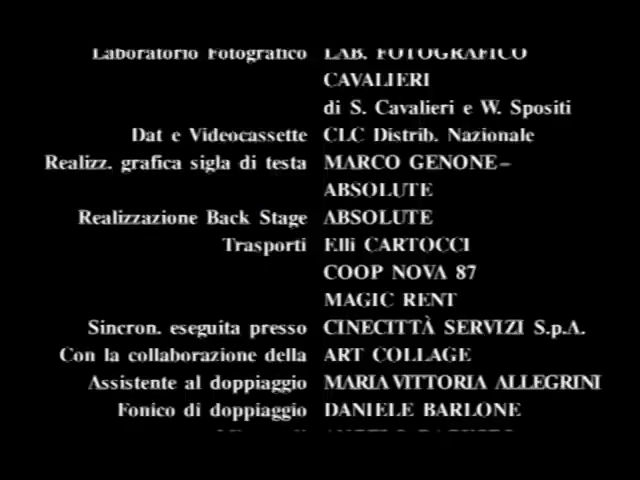 Laboratorio Fotografico LAB. FOTOGRAFICO
CAVALIERI
di S. Cavalieri e W. Spositi
Dat e Videocassette CLC Distrib. Nazionale
Realizz. grafica sigla di testa MARCO GENONE-
ABSOLUTE
Realizzazione Back Stage ABSOLUTE
Trasporti F.lli CARTOCCI
COOP NOVA 87
MAGIC RENT
Sincron. eseguita presso CINECITTÀ SERVIZI S.p.A.
Con la collaborazione della ART COLLAGE
Assistente al doppiaggio MARIA VITTORIA ALLEGRINI
Fonico di doppiaggio DANIELE BARLONE